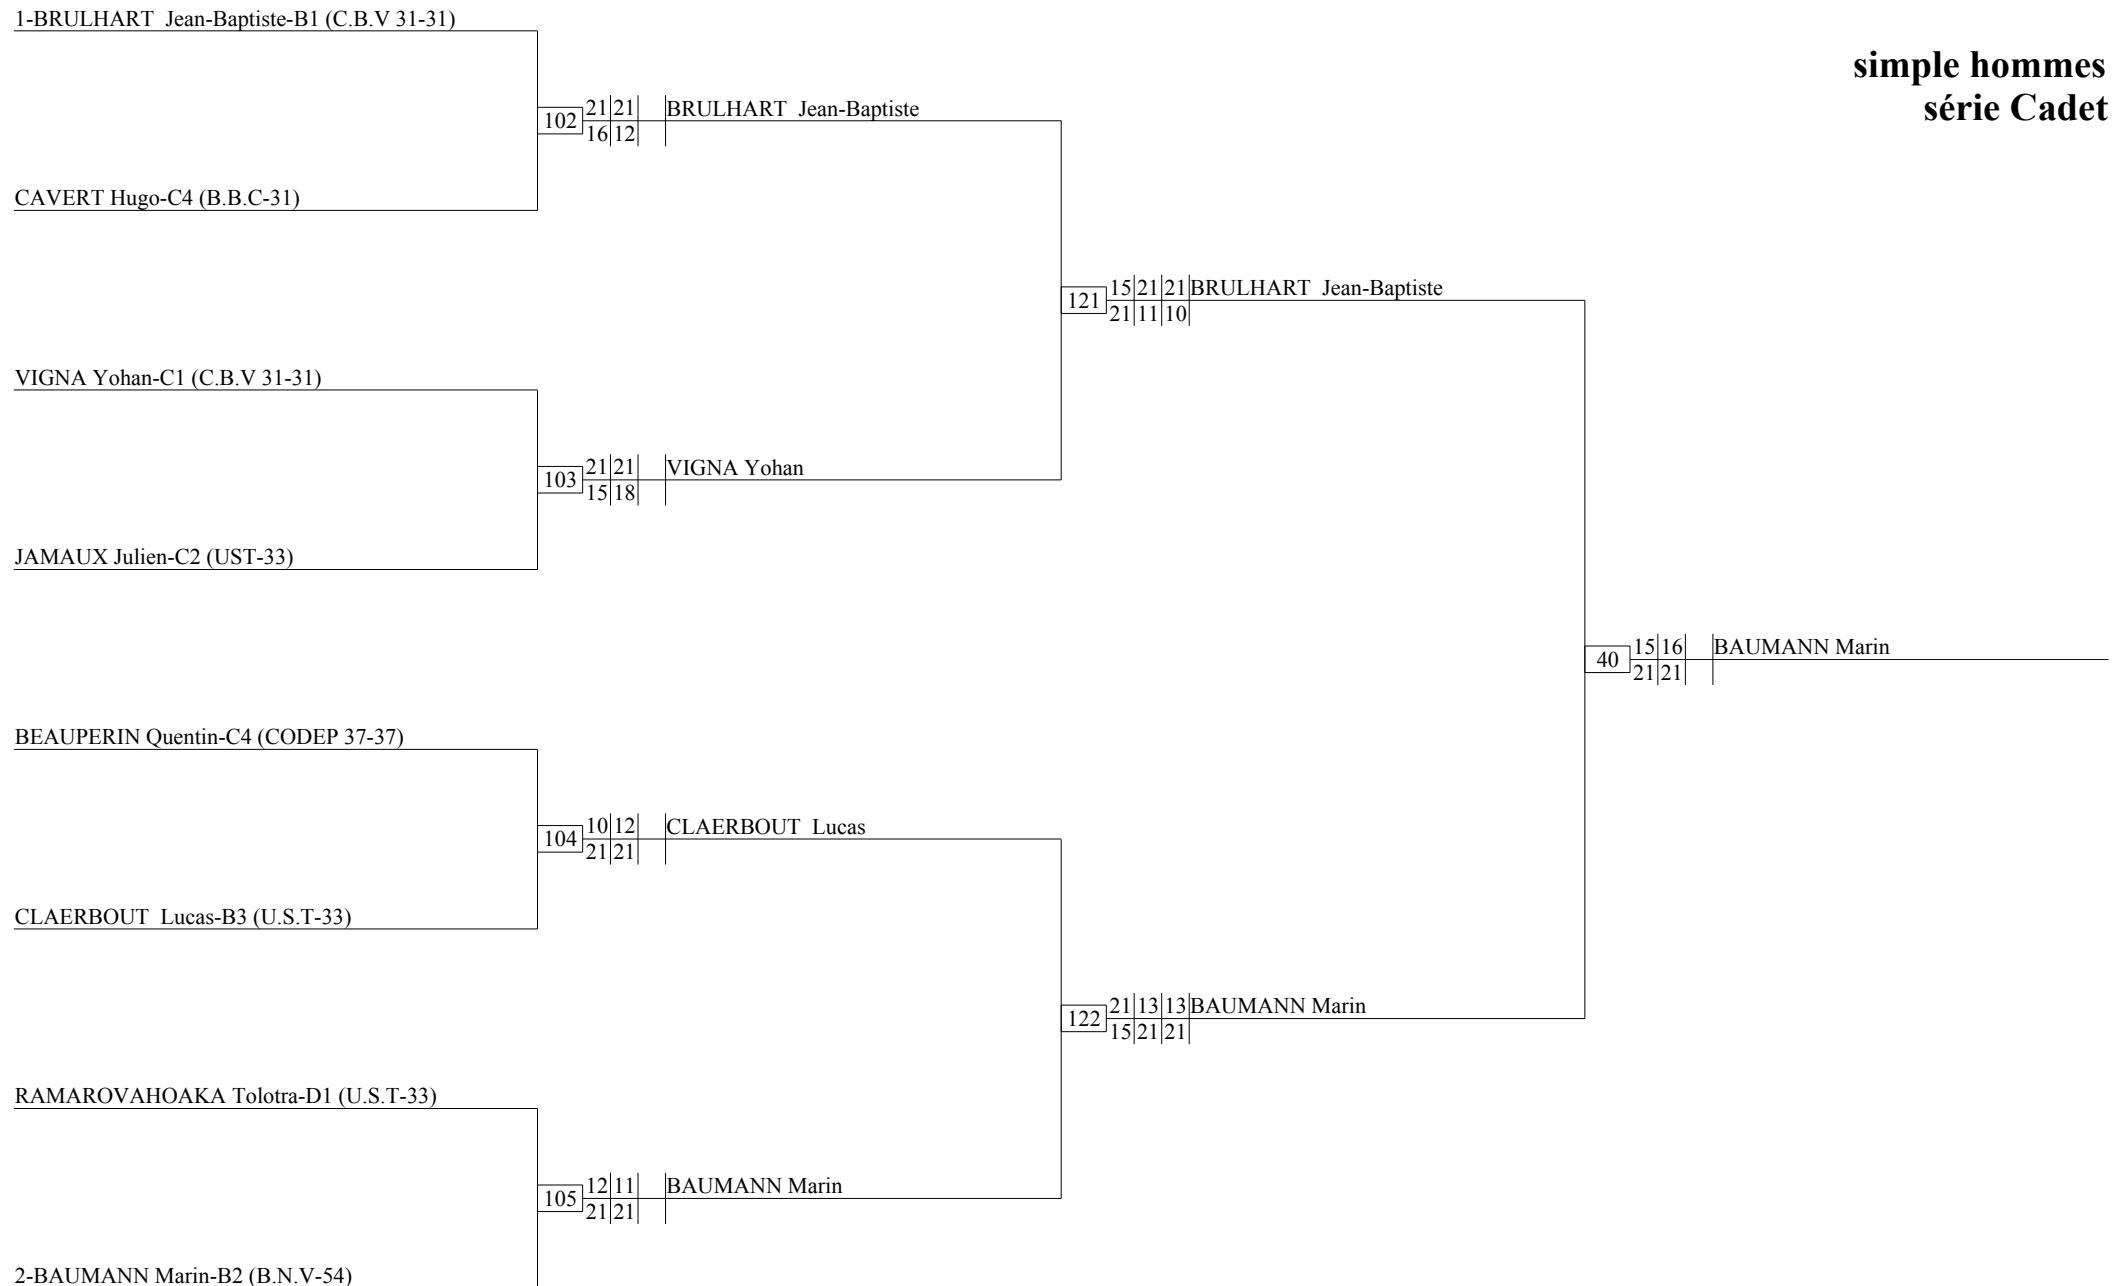 1-BRULHART  Jean-Baptiste-B1 (C.B.V 31-31)
simple hommes
série Cadet
21 21 BRULHART  Jean-Baptiste
102
16 12
CAVERT Hugo-C4 (B.B.C-31)
15 21 21 BRULHART  Jean-Baptiste
121
21 11 10
VIGNA Yohan-C1 (C.B.V 31-31)
21 21 VIGNA Yohan
103
15 18
JAMAUX Julien-C2 (UST-33)
15 16 BAUMANN Marin
40
21 21
BEAUPERIN Quentin-C4 (CODEP 37-37)
10 12 CLAERBOUT  Lucas
104
21 21
CLAERBOUT  Lucas-B3 (U.S.T-33)
21 13 13 BAUMANN Marin
122
15 21 21
RAMAROVAHOAKA Tolotra-D1 (U.S.T-33)
12 11 BAUMANN Marin
105
21 21
2-BAUMANN Marin-B2 (B.N.V-54)